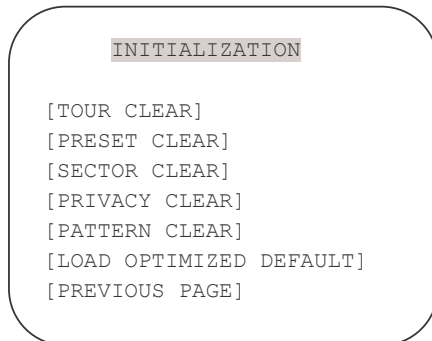 INITIALIZATION
[TOUR CLEAR]
[PRESET CLEAR]
[SECTOR CLEAR]
[PRIVACY CLEAR]
[PATTERN CLEAR]
[LOAD OPTIMIZED DEFAULT]
[PREVIOUS PAGE]